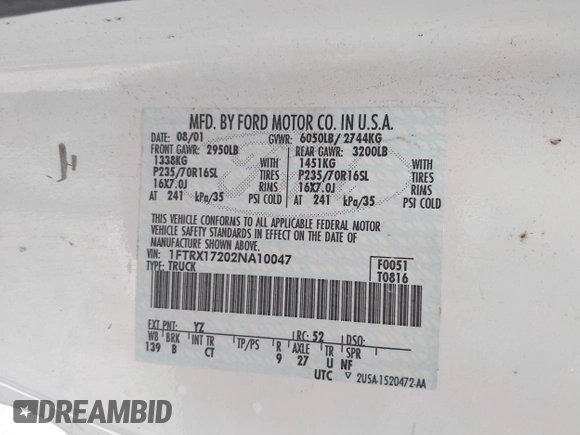 MFD. BY FORD MOTOR CO. IN U.S.A.
DATE 08/01 GVWR: 6050LB/ 2744KG
FRONT GAWR: 2950LB REAR GAWR: 3200LB
1338KG WITH 1451KG WITH
P235/70R16SL TIRES P235/70R16SL TIRES
16X7.0J RIMS 16X7.0J RIMS
AT 241 kPa/35 PSI COLD AT 241 kPa/35 PSI COLD
THIS VEHICLE CONFORMS TO ALL APPLICABLE FEDERAL MOTOR
VEHICLE SAFETY STANDARDS IN EFFECT ON THE DATE OF
MANUFACTURE SHOWN ABOVE.
VIN: 1FTRX17202NA10047 F0051
TYPE: TRUCK T0816
EXT PNT: YZ RC: 52 DSO:
WB BRK INT TR TP/PS R AXLE TR SPR
139 B CT 9 27 U NF
UTC ▽ 2U5A-1520472-AA
DREAMBID